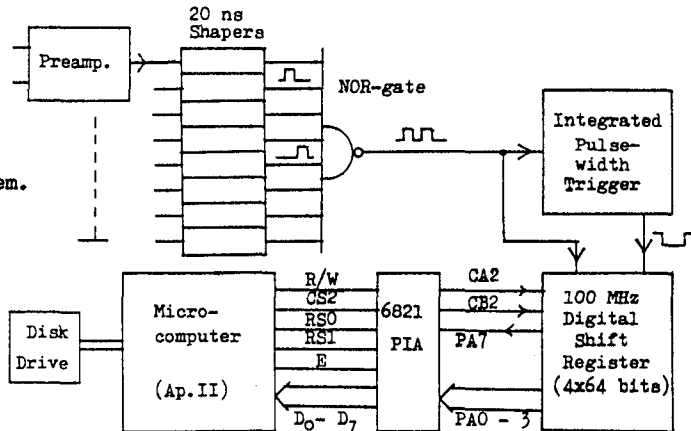 20 ns
Shapers
Preamp.
NOR-gate
Integrated
Pulse-
width
Trigger
em.
R/W
CS2
RS0
RS1
E
D0- D7
Micro-
computer
(Ap.II)
Disk
Drive
6821
PIA
CA2
CB2
PA7
PA0 - 3
100 MHz
Digital
Shift
Register
(4x64 bits)